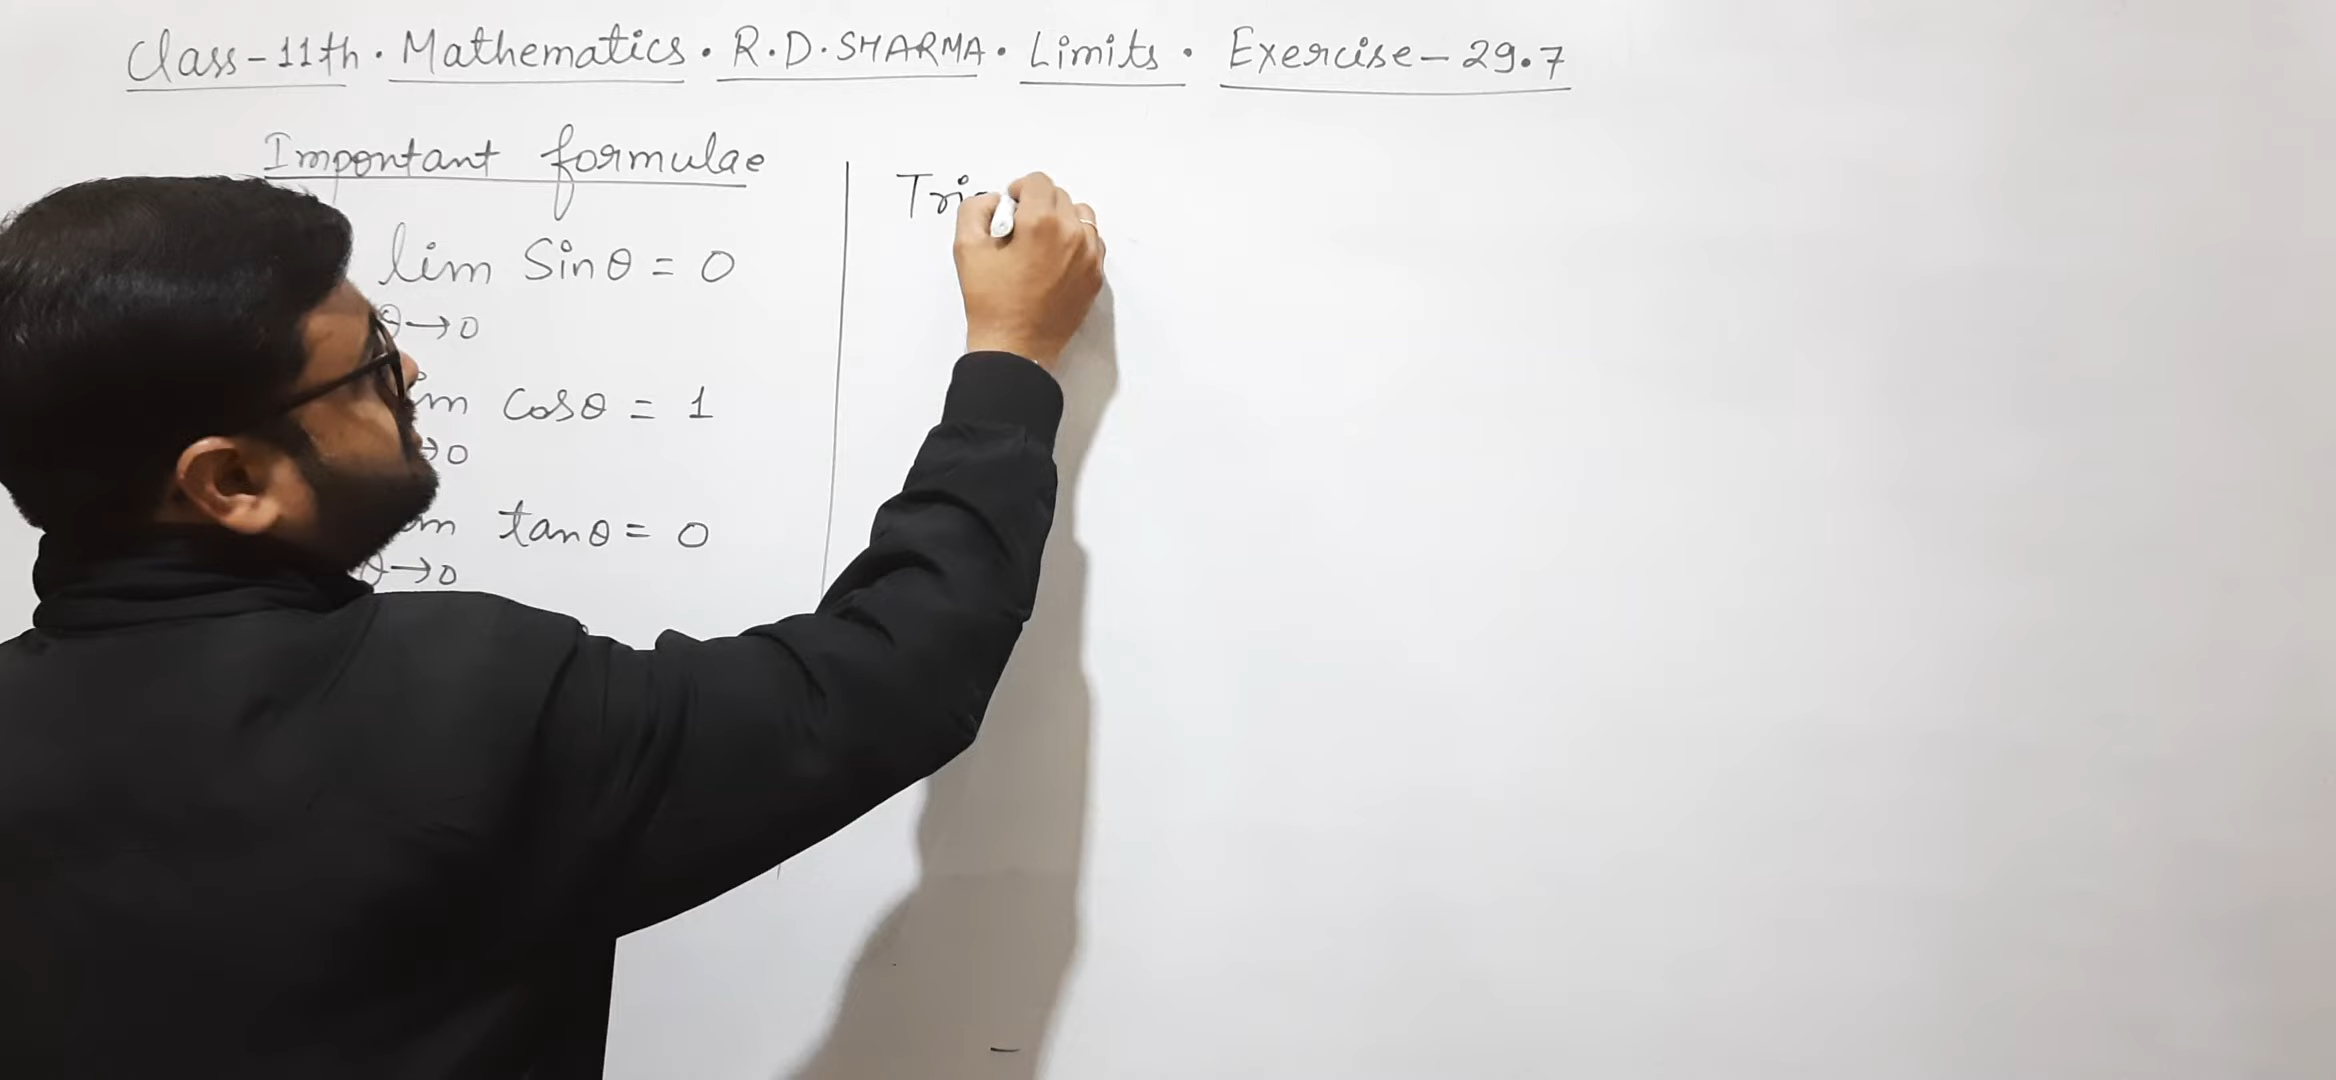 Class-11th · Mathematics · R.D.SHARMA · Limits · Exercise-29.7
Important formulae
lim Sinθ = 0
θ→0
cosθ = 1
→0
tanθ = 0
θ→0